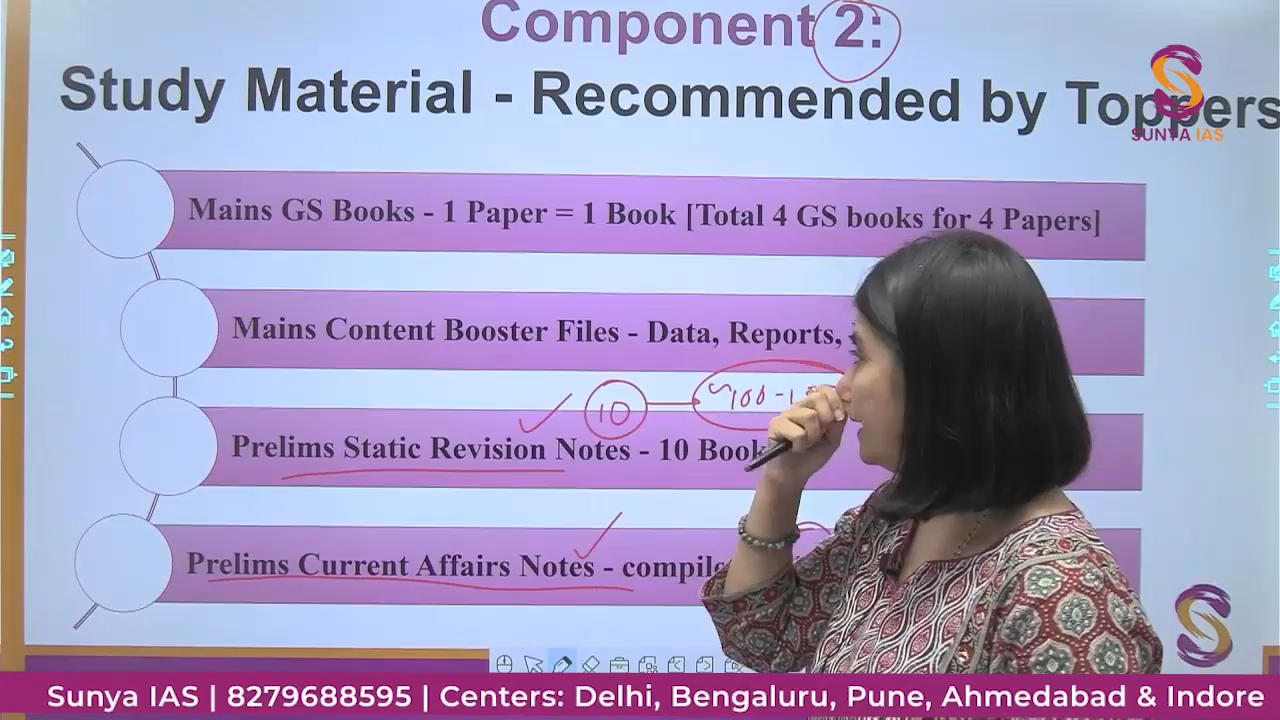 Component 2:
Study Material - Recommended by Toppers
SUNYA IAS
Mains GS Books - 1 Paper = 1 Book [Total 4 GS books for 4 Papers]
Mains Content Booster Files - Data, Reports,
10
Prelims Static Revision Notes - 10 Book
Prelims Current Affairs Notes - compile
Sunya IAS | 8279688595 | Centers: Delhi, Bengaluru, Pune, Ahmedabad & Indore